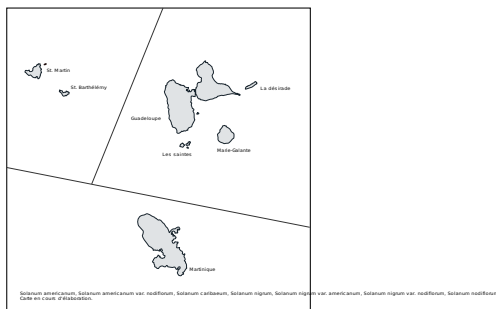 St. Martin
St. Barthélémy
La désirade
Guadeloupe
Marie-Galante
Les saintes
Martinique
Solanum americanum, Solanum americanum var. nodiflorum, Solanum caribaeum, Solanum nigrum, Solanum nigrum var. americanum, Solanum nigrum var. nodiflorum, Solanum nodiflorum
Carte en cours d'élaboration.